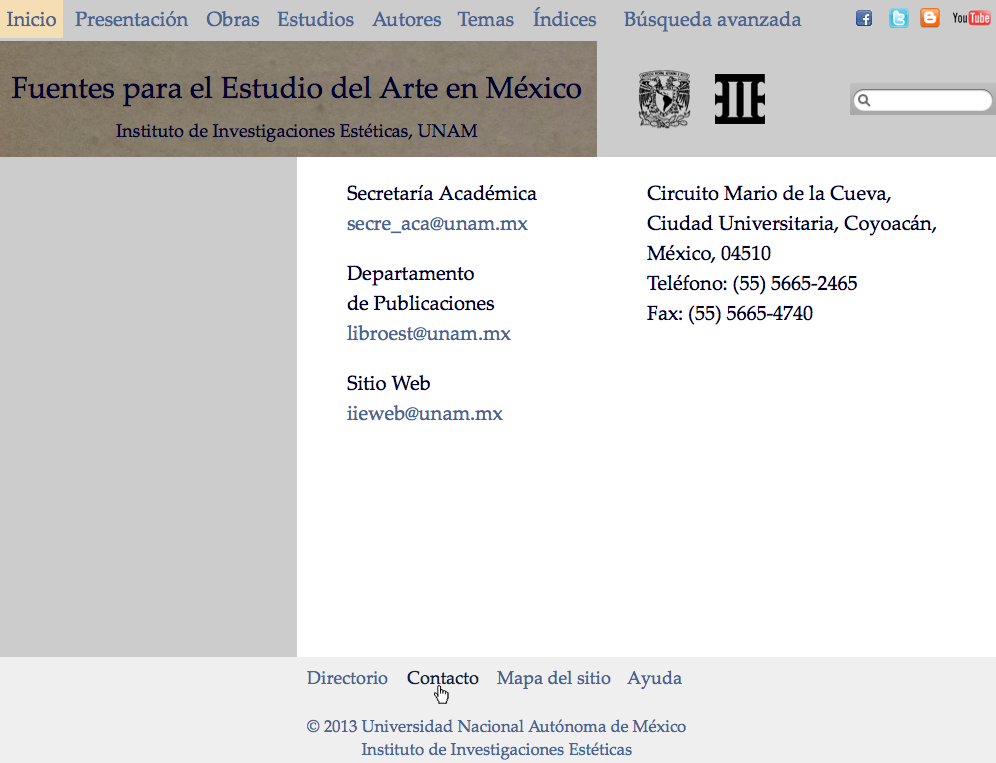 Inicio Presentación Obras Estudios Autores Temas Índices Búsqueda avanzada You Tube
Fuentes para el Estudio del Arte en México
Instituto de Investigaciones Estéticas, UNAM
Secretaría Académica
secre_aca@unam.mx
Departamento
de Publicaciones
libroest@unam.mx
Sitio Web
iieweb@unam.mx
Circuito Mario de la Cueva,
Ciudad Universitaria, Coyoacán,
México, 04510
Teléfono: (55) 5665-2465
Fax: (55) 5665-4740
Directorio Contacto Mapa del sitio Ayuda
© 2013 Universidad Nacional Autónoma de México
Instituto de Investigaciones Estéticas